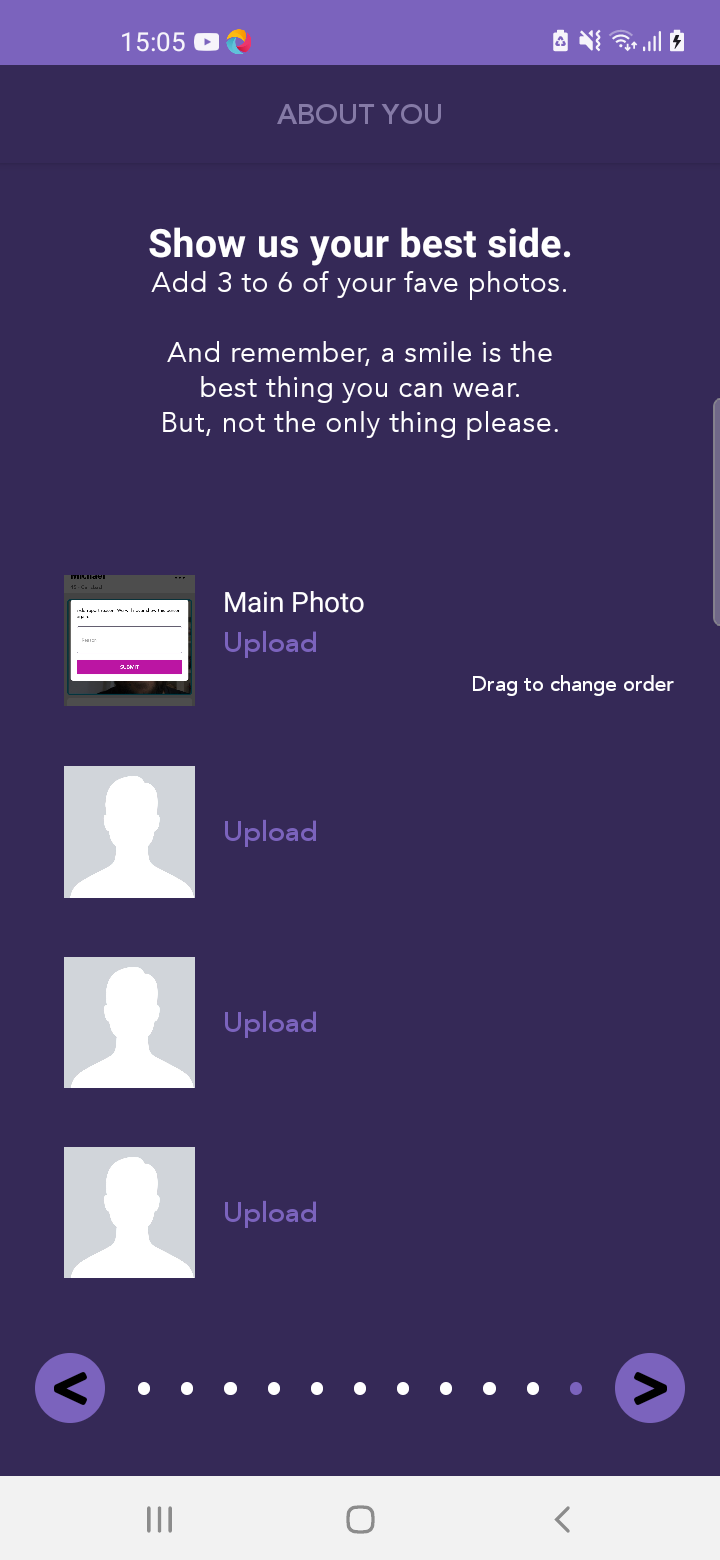 15:05
ABOUT YOU
Show us your best side.
Add 3 to 6 of your fave photos.
And remember, a smile is the
best thing you can wear.
But, not the only thing please.
Michael
SUBMIT
Main Photo
Upload
Drag to change order
Upload
Upload
Upload